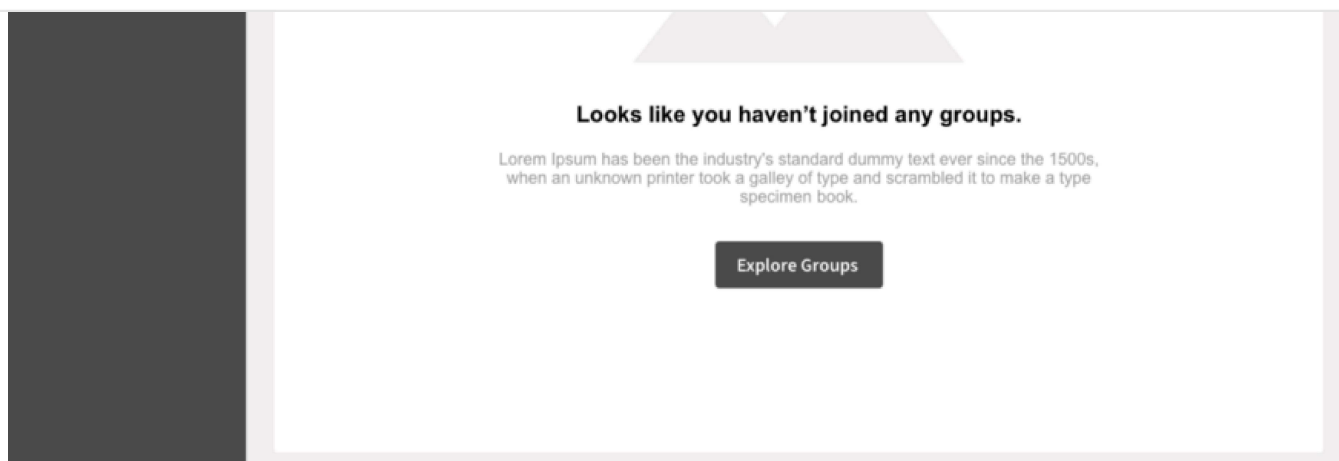 Looks like you haven’t joined any groups.
Lorem Ipsum has been the industry's standard dummy text ever since the 1500s,
when an unknown printer took a galley of type and scrambled it to make a type
specimen book.
Explore Groups